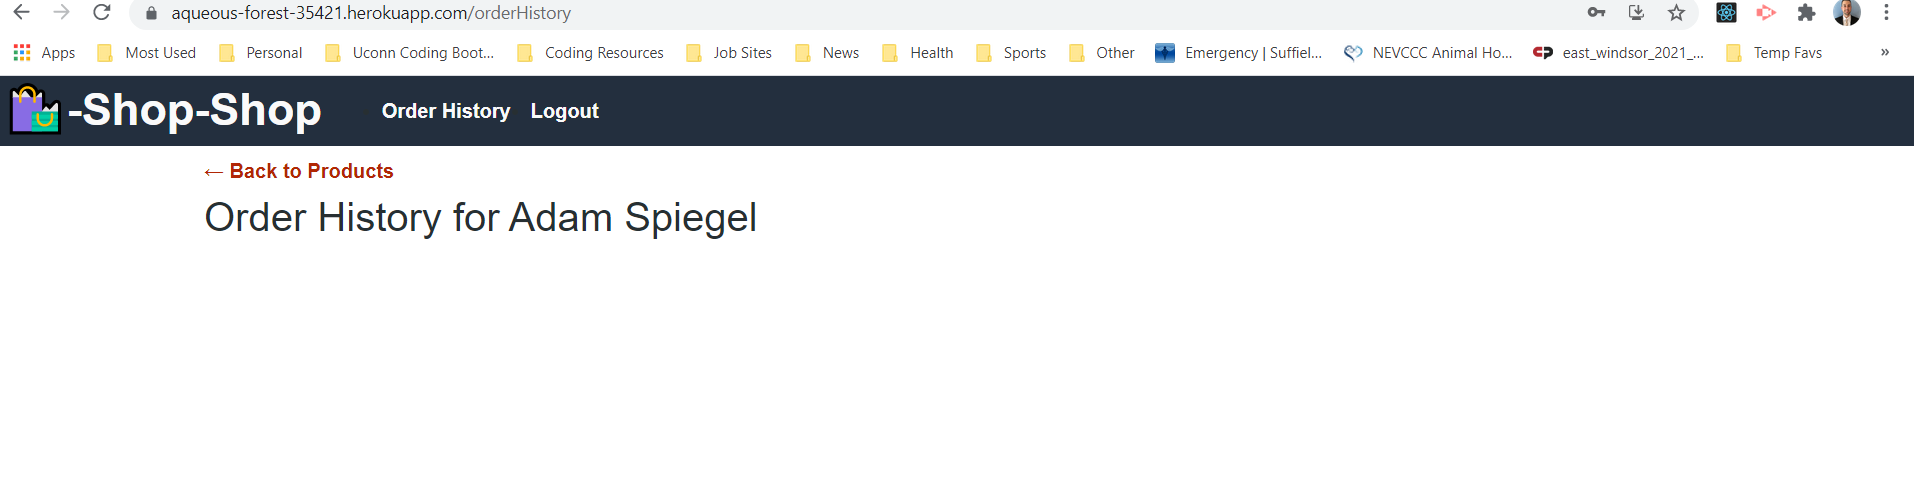 aqueous-forest-35421.herokuapp.com/orderHistory
Apps Most Used Personal Uconn Coding Boot... Coding Resources Job Sites News Health Sports Other Emergency | Suffiel... NEVCCC Animal Ho... east_windsor_2021_... Temp Favs »
-Shop-Shop Order History Logout
← Back to Products
Order History for Adam Spiegel